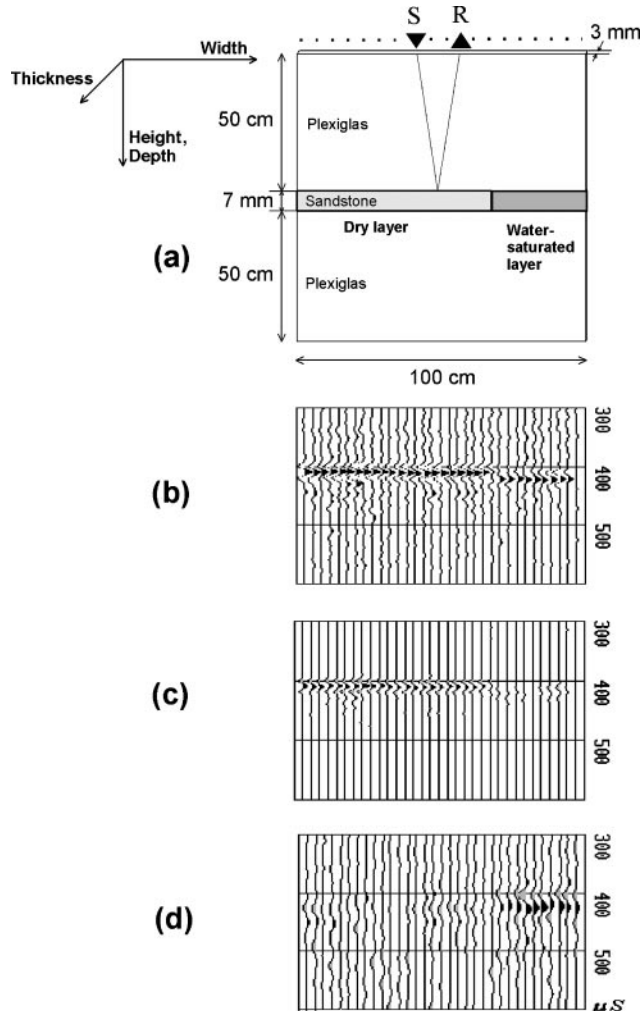 S R
3 mm
Width
Thickness
Height,
Depth
50 cm
Plexiglas
7 mm
Sandstone
Dry layer
Water-
saturated
layer
(a)
50 cm
Plexiglas
100 cm
(b)
300
400
500
(c)
300
400
500
(d)
300
400
500
μS